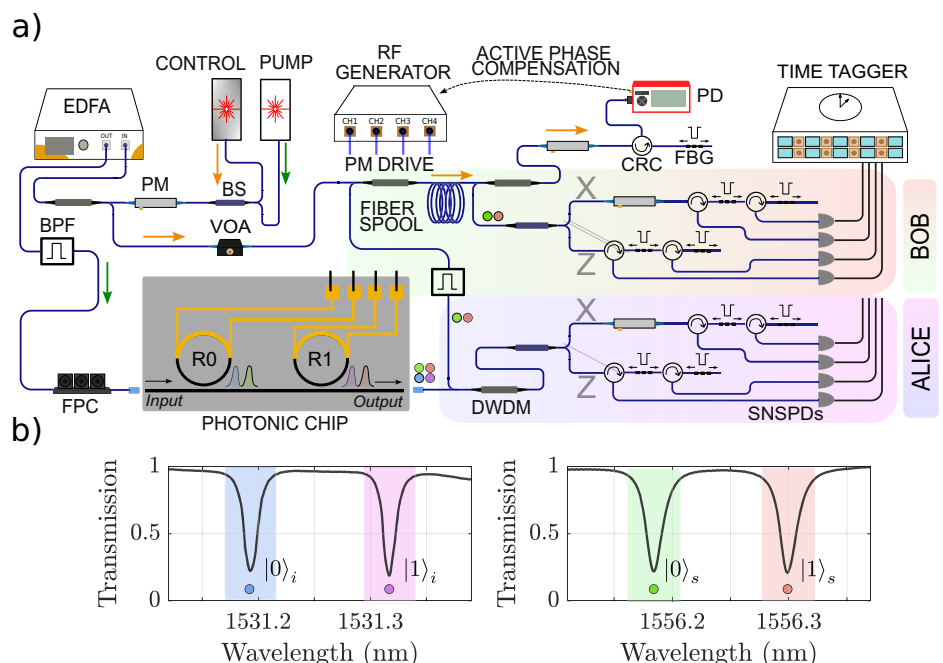 a)
CONTROL PUMP
RF
GENERATOR
ACTIVE PHASE
COMPENSATION
PD
TIME TAGGER
EDFA
OUT IN
CH1 CH2 CH3 CH4
PM DRIVE
CRC
FBG
PM
BS
VOA
BPF
FIBER
SPOOL
X
Z
BOB
R0
R1
Input
Output
PHOTONIC CHIP
FPC
DWDM
X
Z
SNSPDs
ALICE
b)
Transmission
1
0.5
0
|0⟩i
|1⟩i
1531.2
1531.3
Wavelength (nm)
Transmission
1
0.5
0
|0⟩s
|1⟩s
1556.2
1556.3
Wavelength (nm)